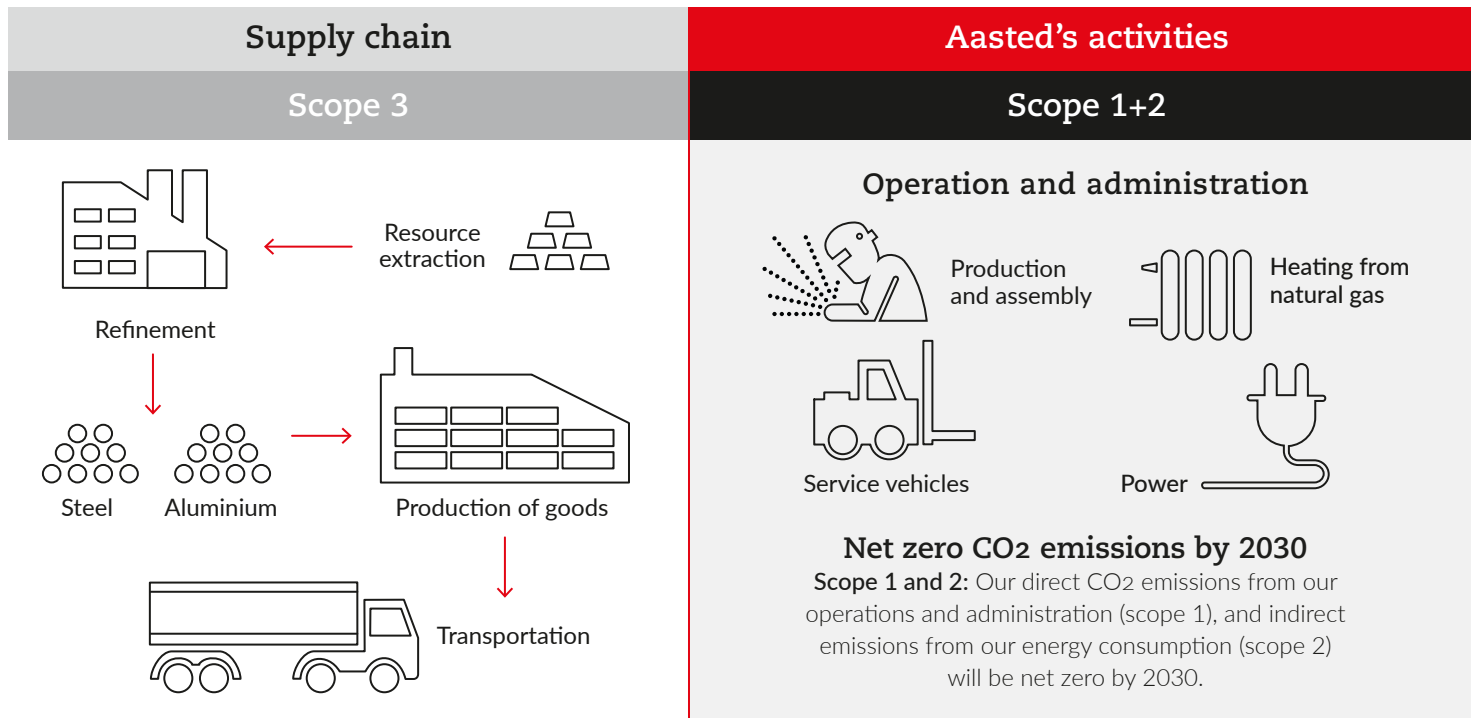 Supply chain
Scope 3
Resource
extraction
Refinement
Steel
Aluminium
Production of goods
Transportation
Aasted's activities
Scope 1+2
Operation and administration
Production
and assembly
Heating from
natural gas
Service vehicles
Power
Net zero CO2 emissions by 2030
Scope 1 and 2: Our direct CO2 emissions from our
operations and administration (scope 1), and indirect
emissions from our energy consumption (scope 2)
will be net zero by 2030.